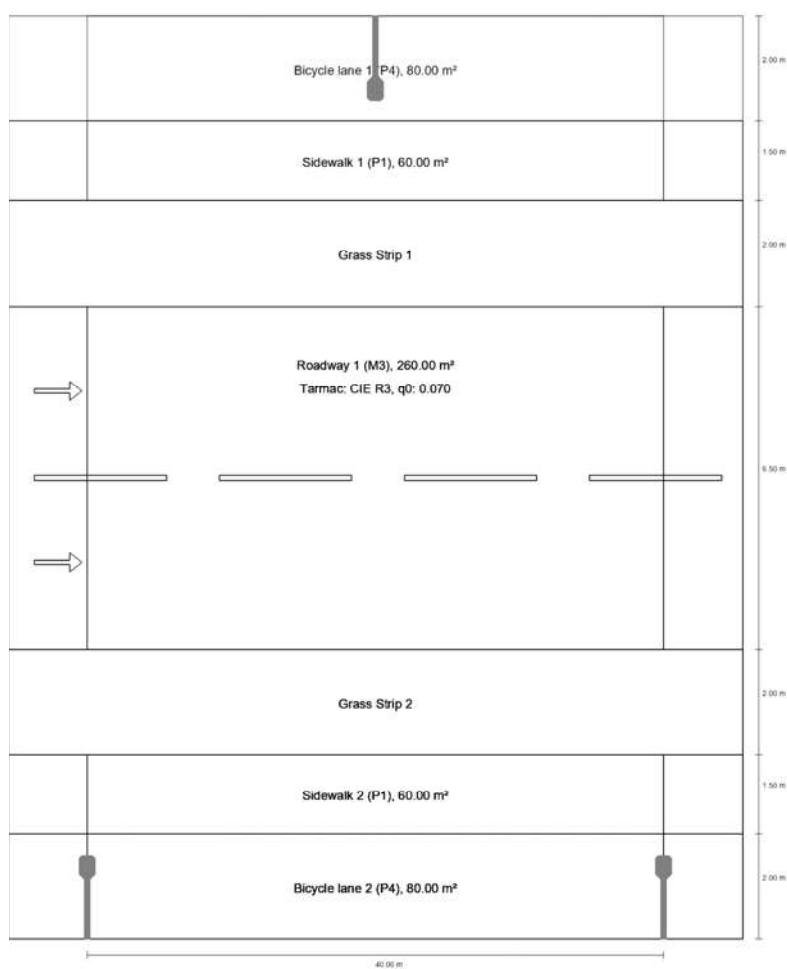 Bicycle lane 1 (P4), 80.00 m²
2.00 m
Sidewalk 1 (P1), 60.00 m²
1.50 m
Grass Strip 1
2.00 m
Roadway 1 (M3), 260.00 m²
Tarmac: CIE R3, q0: 0.070
6.50 m
Grass Strip 2
2.00 m
Sidewalk 2 (P1), 60.00 m²
1.50 m
Bicycle lane 2 (P4), 80.00 m²
2.00 m
40.00 m